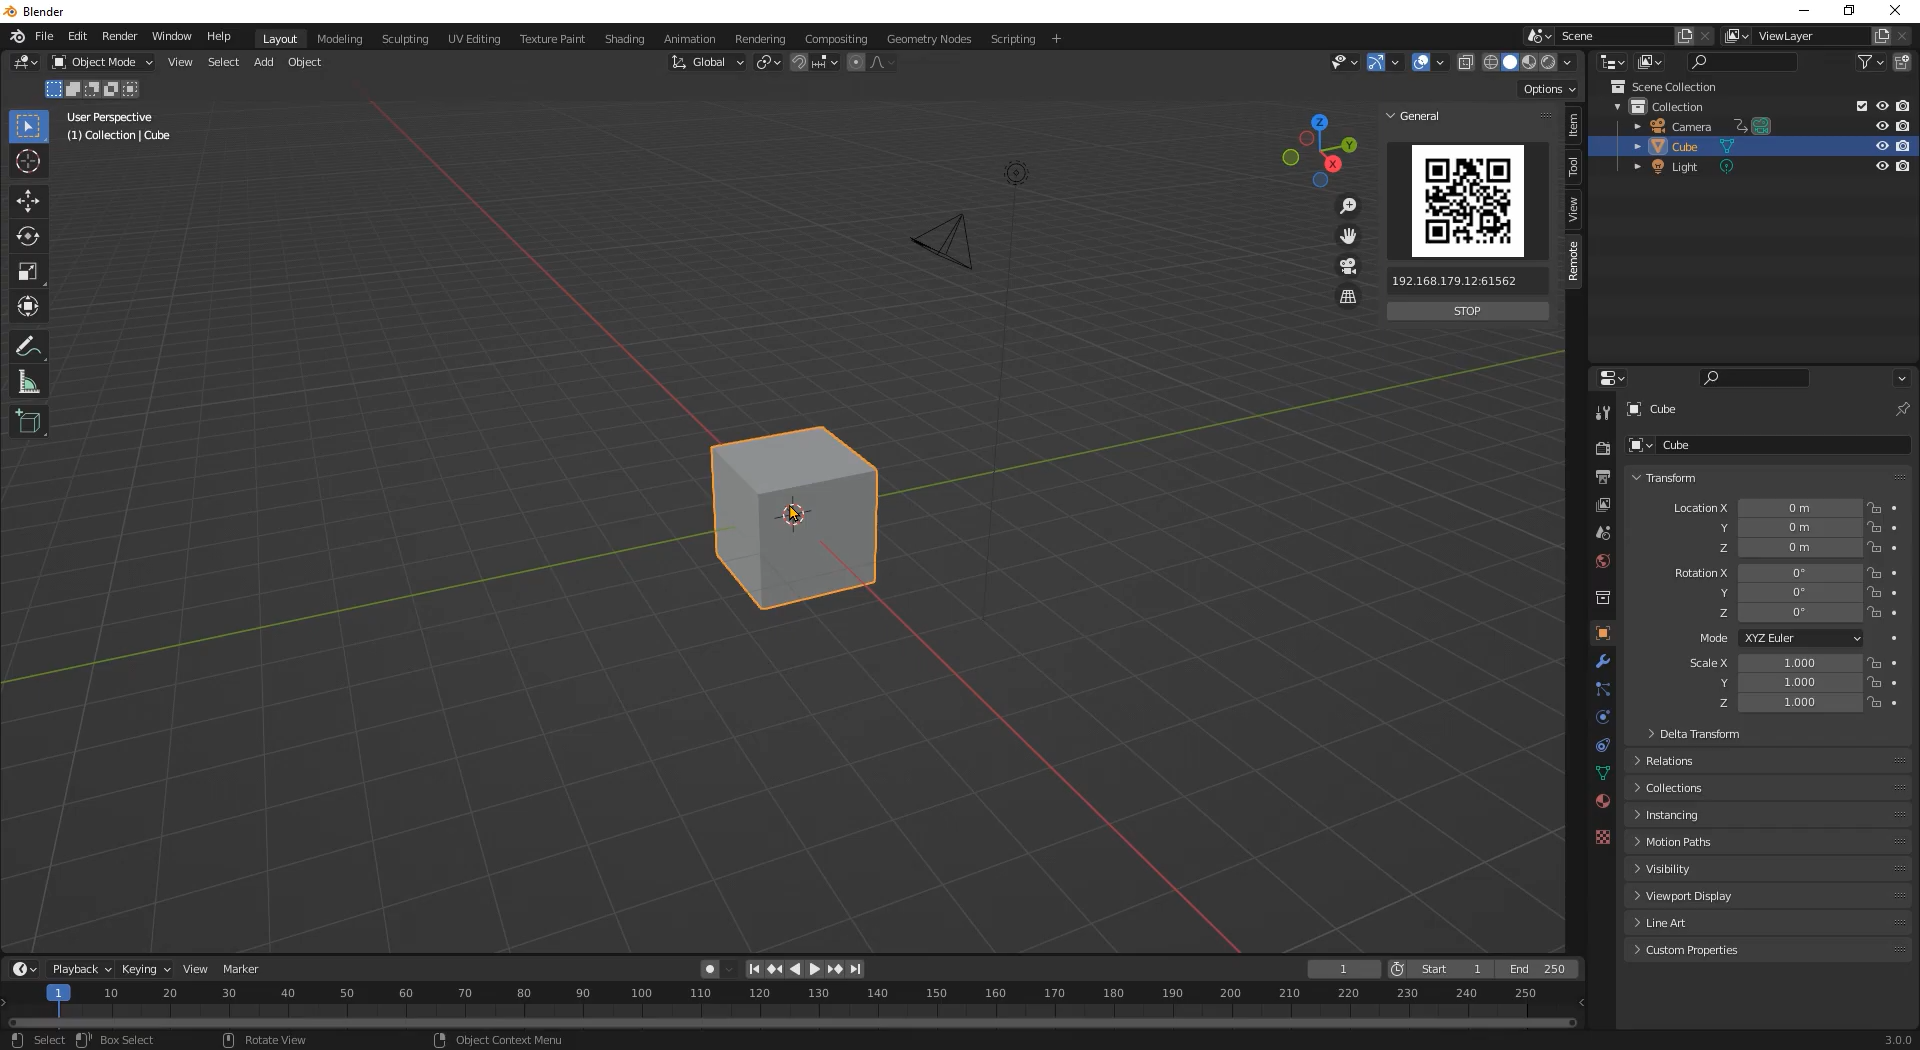 Blender
File Edit Render Window Help Layout Modeling Sculpting UV Editing Texture Paint Shading Animation Rendering Compositing Geometry Nodes Scripting + Scene ViewLayer
Object Mode View Select Add Object Global
Options
User Perspective
(1) Collection | Cube
Z
Y
X
General
192.168.179.12:61562
STOP
Item
Tool
View
Remote
Scene Collection
Collection
Camera
Cube
Light
Cube
Cube
Transform
Location X 0 m
Y 0 m
Z 0 m
Rotation X 0°
Y 0°
Z 0°
Mode XYZ Euler
Scale X 1.000
Y 1.000
Z 1.000
Delta Transform
Relations
Collections
Instancing
Motion Paths
Visibility
Viewport Display
Line Art
Custom Properties
Playback Keying View Marker 1 Start 1 End 250
1 10 20 30 40 50 60 70 80 90 100 110 120 130 140 150 160 170 180 190 200 210 220 230 240 250
Select Box Select Rotate View Object Context Menu 3.0.0